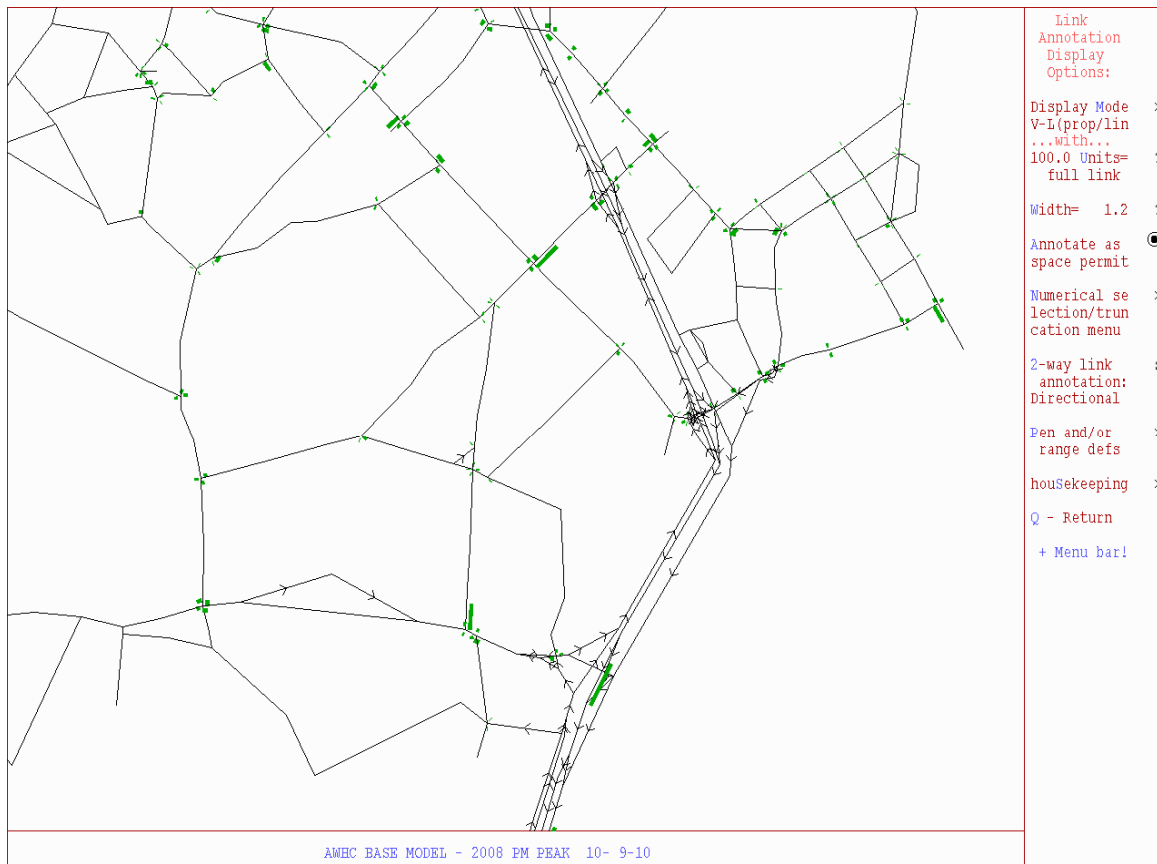 Link
Annotation
Display
Options:
Display Mode
V-L(prop/lin
...with...
100.0 Units=
full link
Width= 1.2
Annotate as
space permit
Numerical se
lection/trun
cation menu
2-way link
annotation:
Directional
Pen and/or
range defs
houSekeeping
Q - Return
+ Menu bar!
AWHC BASE MODEL - 2008 PM PEAK 10- 9-10